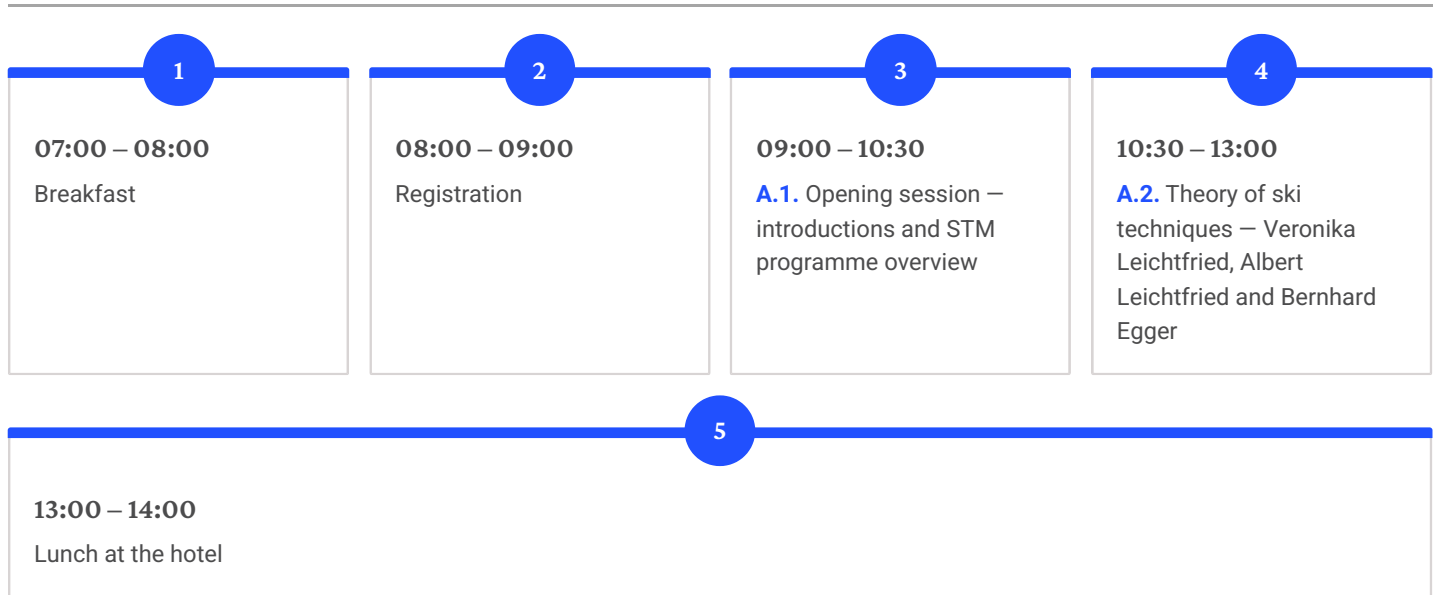 1
07:00 – 08:00
Breakfast
2
08:00 – 09:00
Registration
3
09:00 – 10:30
A.1. Opening session —
introductions and STM
programme overview
4
10:30 – 13:00
A.2. Theory of ski
techniques — Veronika
Leichtfried, Albert
Leichtfried and Bernhard
Egger
5
13:00 – 14:00
Lunch at the hotel